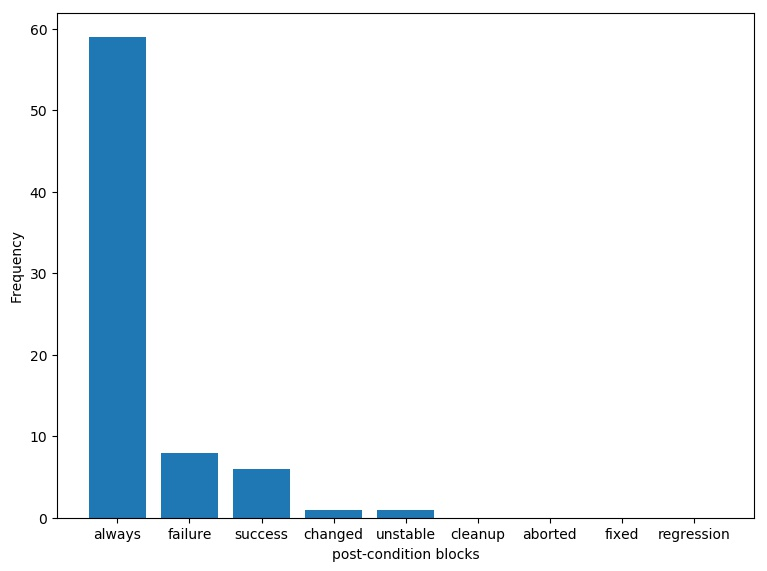 60
50
40
30
20
10
0
Frequency
always failure success changed unstable cleanup aborted fixed regression
post-condition blocks